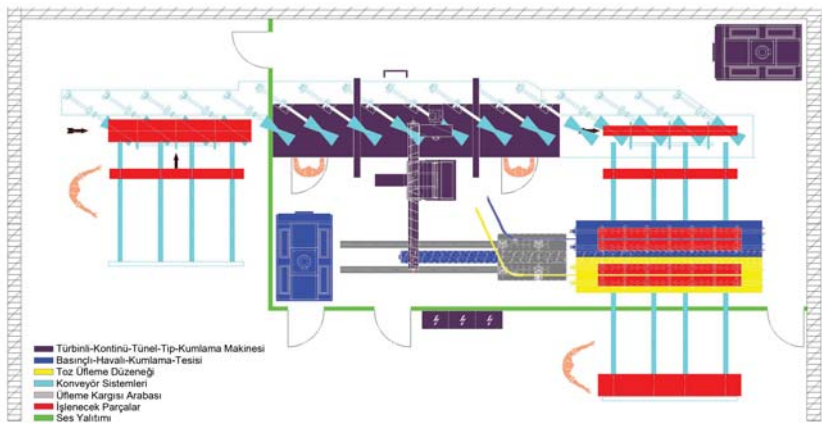 Türbinli-Kontinü-Tünel-Tip-Kumlama Makinesi
Basınçlı-Havalı-Kumlama-Tesisi
Toz Üfleme Düzeneği
Konveyör Sistemleri
Üfleme Kargısı Arabası
İşlenecek Parçalar
Ses Yalıtımı